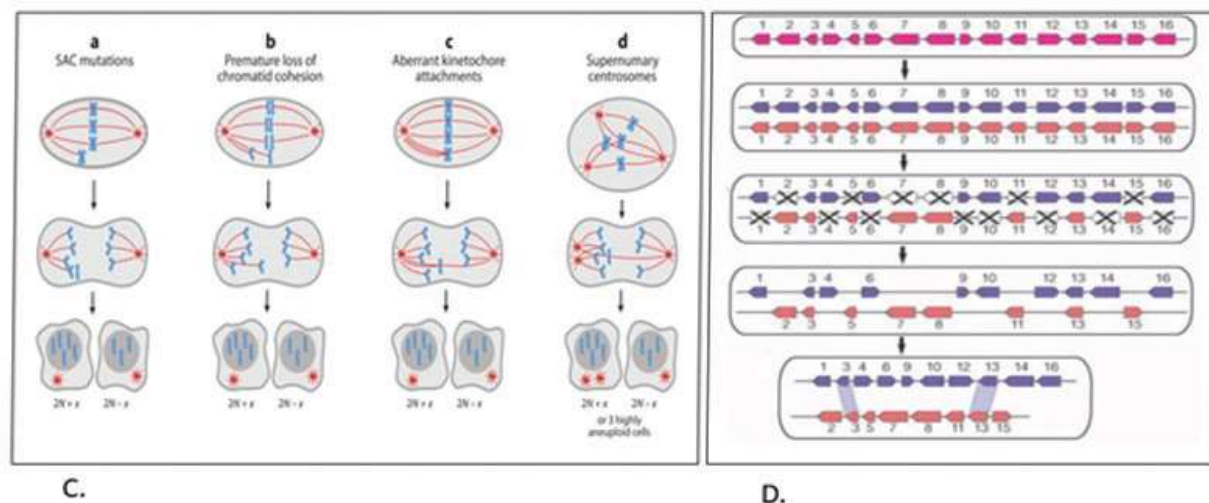 a
SAC mutations
b
Premature loss of
chromatid cohesion
c
Aberrant kinetochore
attachments
d
Supernumary
centrosomes
2N + x 2N – x
2N + x 2N – x
2N + x 2N – x
2N + x 2N – x
or 3 highly
aneuploid cells
C.
1 2 3 4 5 6 7 8 9 10 11 12 13 14 15 16
1 2 3 4 5 6 7 8 9 10 11 12 13 14 15 16
1 2 3 4 5 6 7 8 9 10 11 12 13 14 15 16
1 2 3 4 5 6 7 8 9 10 11 12 13 14 15 16
1 2 3 4 5 6 7 8 9 10 11 12 13 14 15 16
1 3 4 6 9 10 12 13 14 16
2 3 5 7 8 11 13 15
1 3 4 6 9 10 12 13 14 16
2 3 5 7 8 11 13 15
D.